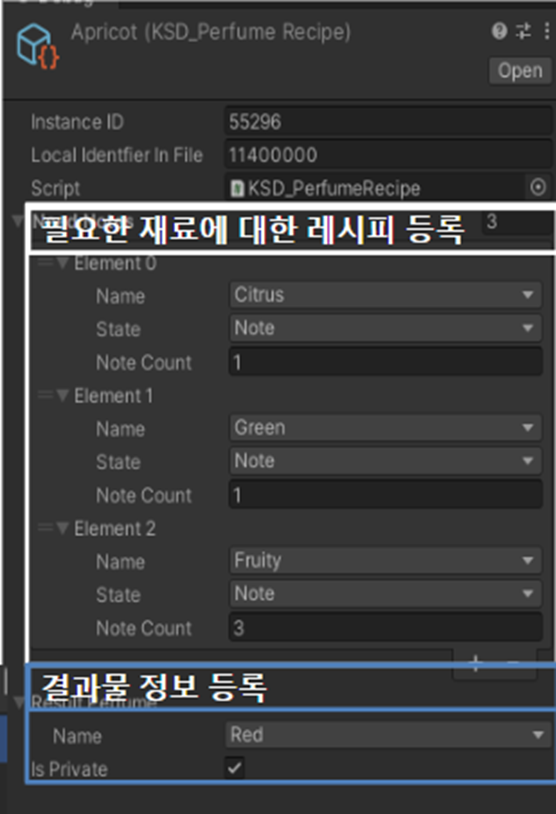 Apricot (KSD_Perfume Recipe)
Open
Instance ID 55296
Local Identfier In File 11400000
Script KSD_PerfumeRecipe
필요한 재료에 대한 레시피 등록 3
Element 0
Name Citrus
State Note
Note Count 1
Element 1
Name Green
State Note
Note Count 1
Element 2
Name Fruity
State Note
Note Count 3
결과물 정보 등록
Result Perfume
Name Red
Is Private